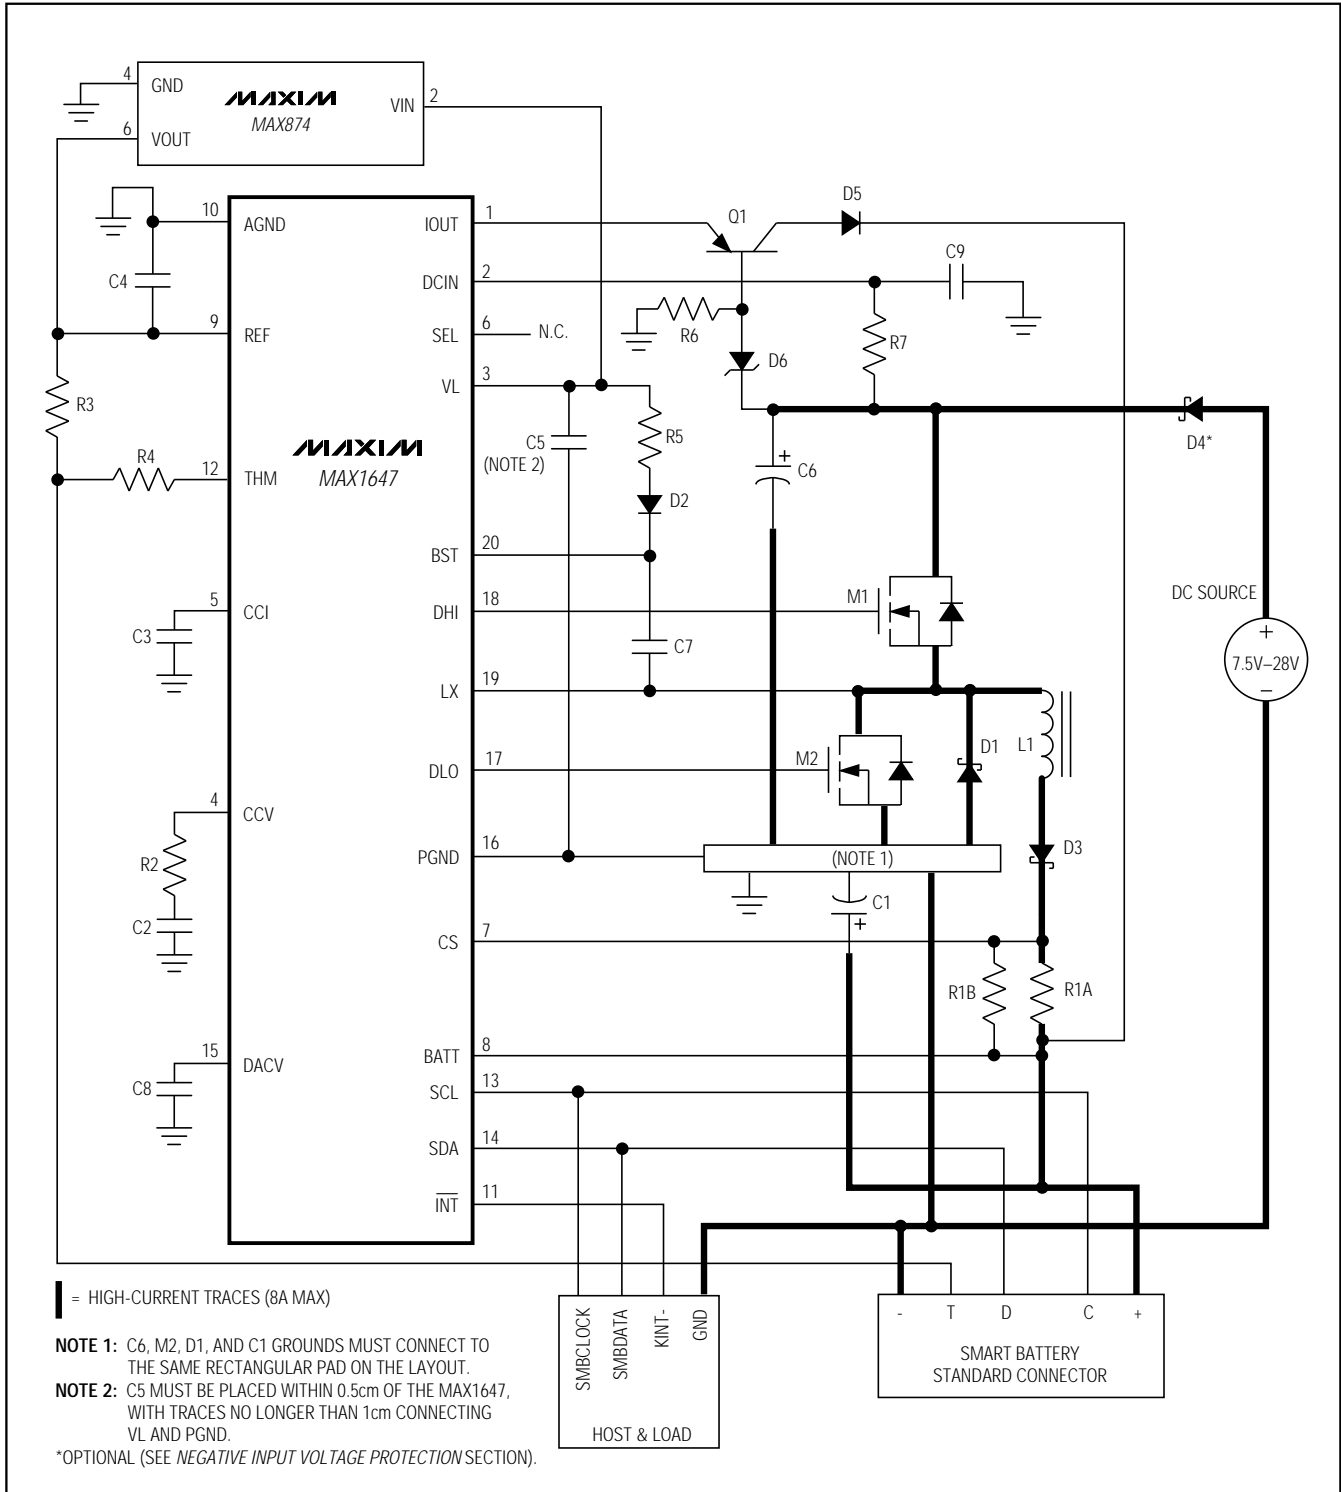 4
GND
MAXIM
MAX874
VIN
2
6
VOUT
10
AGND
IOUT
1
Q1
D5
C4
DCIN
2
C9
9
REF
SEL
6
N.C.
R6
D6
R7
VL
3
R3
MAXIM
MAX1647
C5
(NOTE 2)
R5
C6
D4*
R4
12
THM
D2
BST
20
5
CCI
DHI
18
M1
DC SOURCE
+
7.5V–28V
–
C3
C7
LX
19
M2
D1
L1
DLO
17
4
CCV
R2
PGND
16
(NOTE 1)
D3
C1
+
C2
CS
7
R1B
R1A
15
DACV
BATT
8
C8
SCL
13
SDA
14
INT
11
= HIGH-CURRENT TRACES (8A MAX)
NOTE 1: C6, M2, D1, AND C1 GROUNDS MUST CONNECT TO
THE SAME RECTANGULAR PAD ON THE LAYOUT.
NOTE 2: C5 MUST BE PLACED WITHIN 0.5cm OF THE MAX1647,
WITH TRACES NO LONGER THAN 1cm CONNECTING
VL AND PGND.
*OPTIONAL (SEE NEGATIVE INPUT VOLTAGE PROTECTION SECTION).
SMBCLOCK
SMBDATA
KINT-
GND
HOST & LOAD
- T D C +
SMART BATTERY
STANDARD CONNECTOR